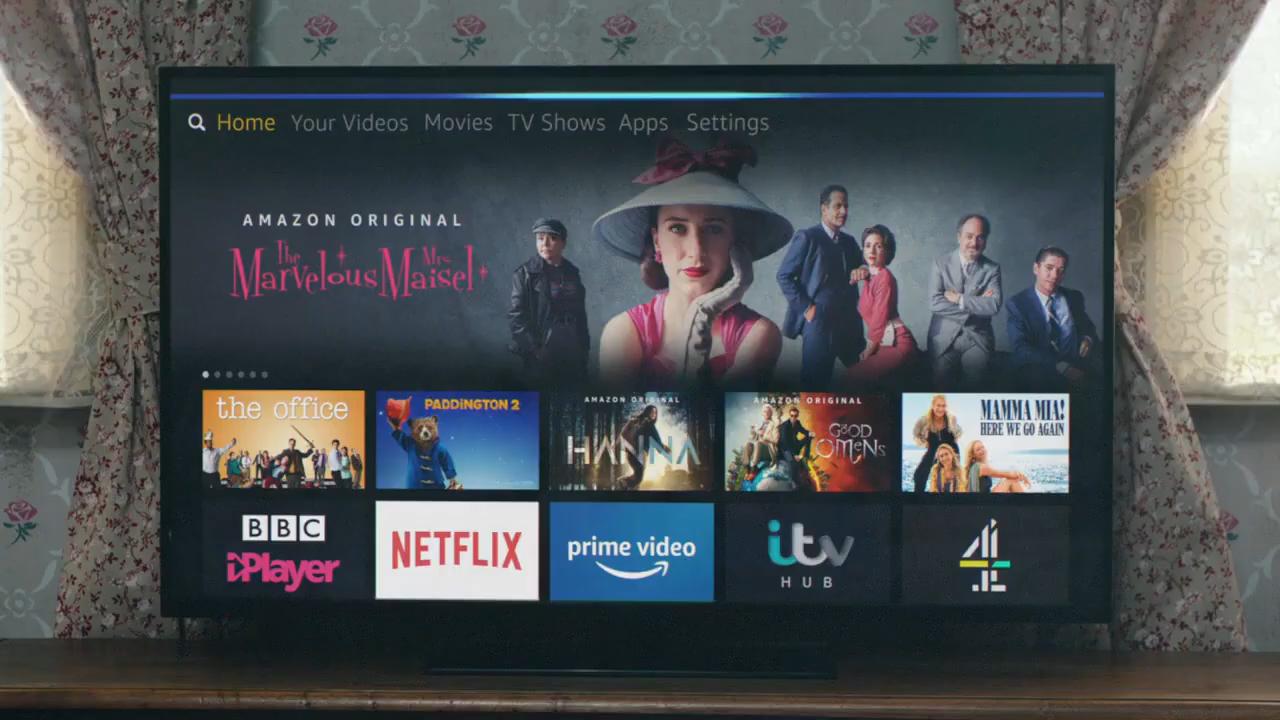 Home Your Videos Movies TV Shows Apps Settings
AMAZON ORIGINAL
The Marvelous Mrs. Maisel
the office
PADDINGTON 2
AMAZON ORIGINAL
HANNA
AMAZON ORIGINAL
GOOD OMENS
MAMMA MIA!
HERE WE GO AGAIN
BBC
iPlayer
NETFLIX
prime video
itv
HUB
4